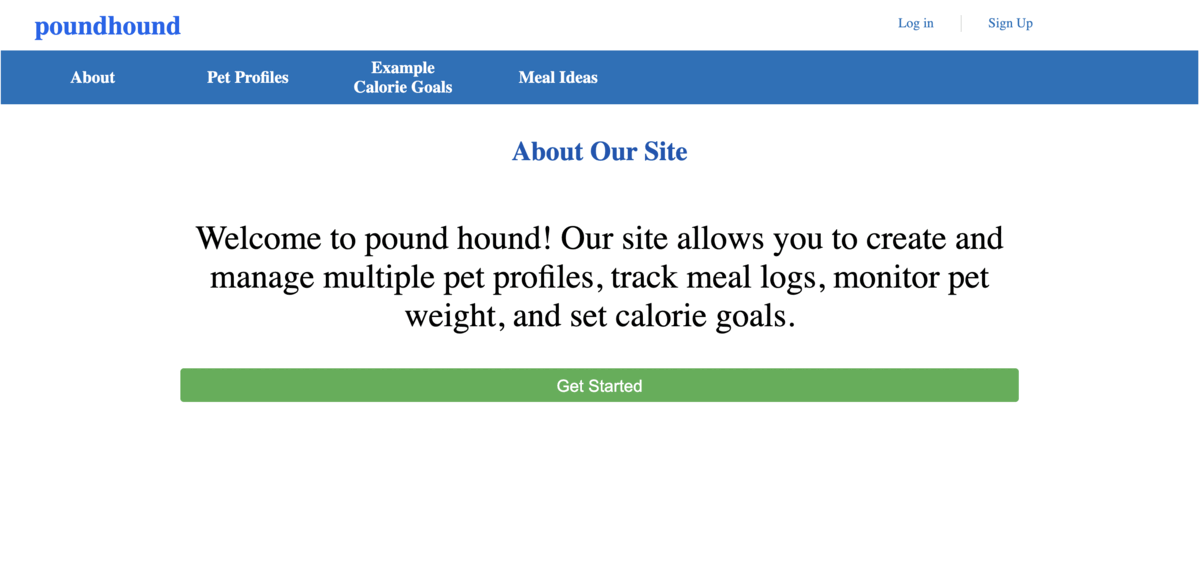 poundhound
Log in
Sign Up
About
Pet Profiles
Example
Calorie Goals
Meal Ideas
About Our Site
Welcome to pound hound! Our site allows you to create and
manage multiple pet profiles, track meal logs, monitor pet
weight, and set calorie goals.
Get Started